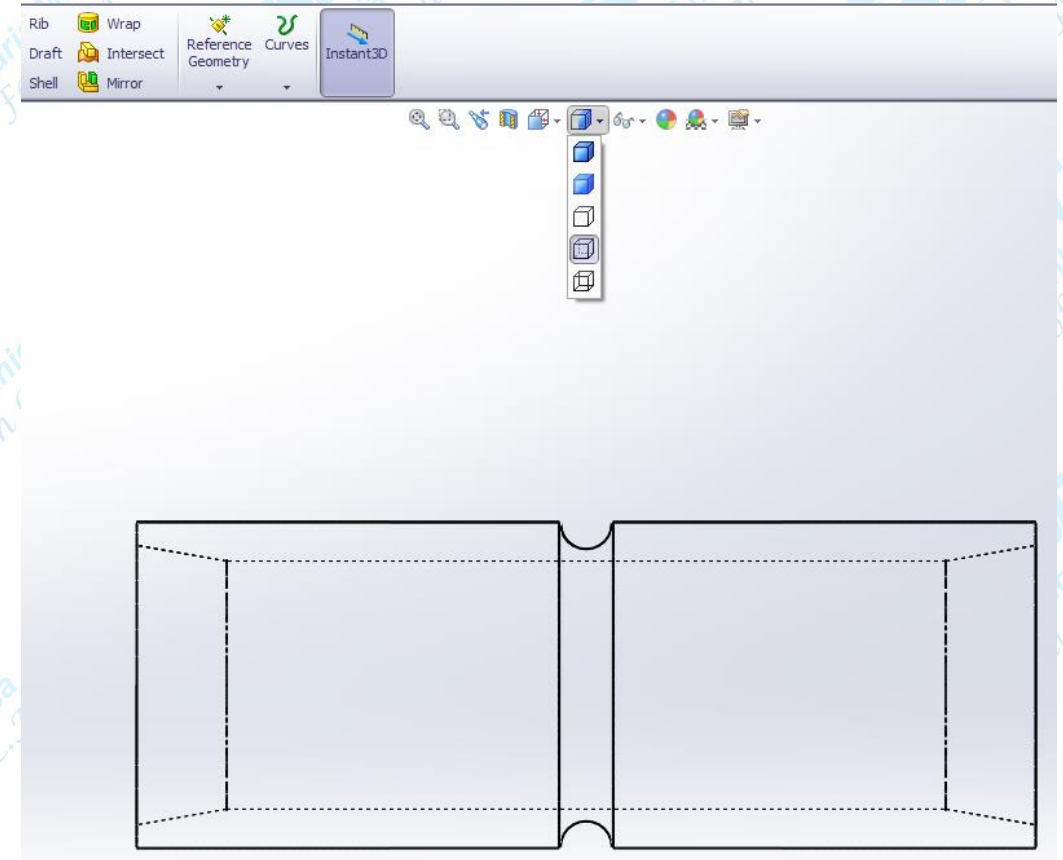 Rib
Wrap
Draft
Intersect
Shell
Mirror
Reference
Geometry
Curves
Instant3D